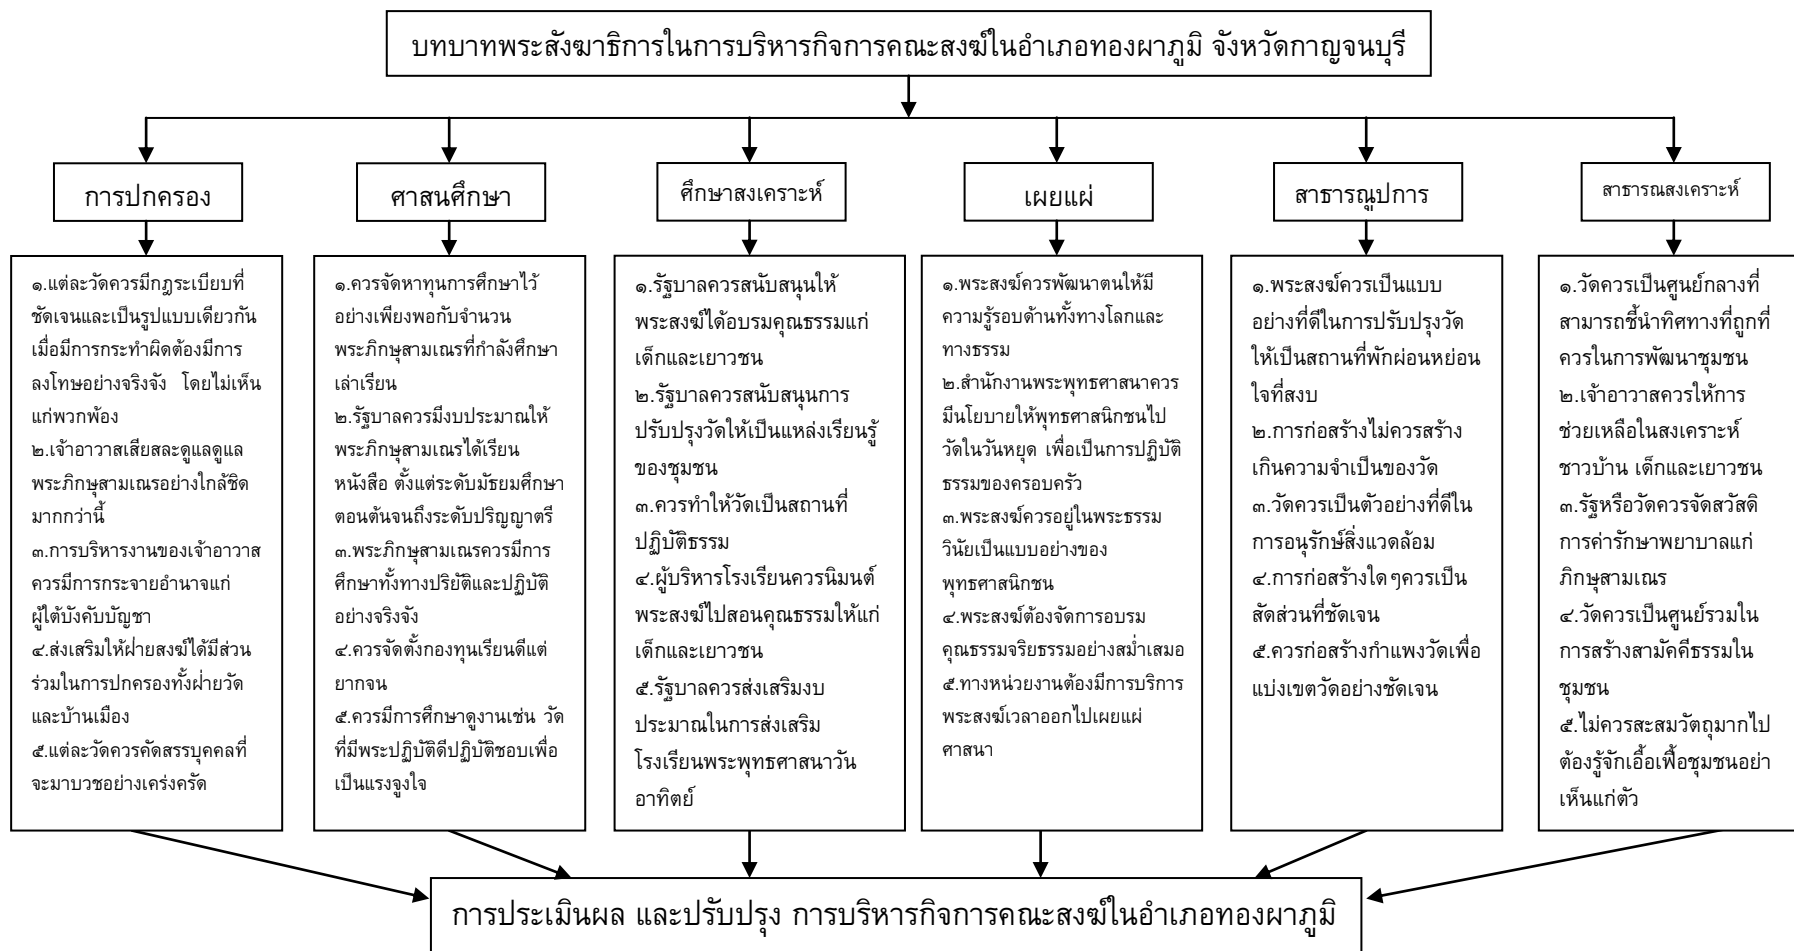 บทบาทพระสังฆาธิการในการบริหารกิจการคณะสงฆ์ในอำเภอทองผาภูมิ จังหวัดกาญจนบุรี
การปกครอง
ศาสนศึกษา
ศึกษาสงเคราะห์
เผยแผ่
สาธารณูปการ
สาธารณสงเคราะห์
๑.แต่ละวัดควรมีกฎระเบียบที่
ชัดเจนและเป็นรูปแบบเดียวกัน
เมื่อมีการกระทำผิดต้องมีการ
ลงโทษอย่างจริงจัง โดยไม่เห็น
แก่พวกพ้อง
๒.เจ้าอาวาสเสียสละดูแลดูแล
พระภิกษุสามเณรอย่างใกล้ชิด
มากกว่านี้
๓.การบริหารงานของเจ้าอาวาส
ควรมีการกระจายอำนาจแก่
ผู้ใต้บังคับบัญชา
๔.ส่งเสริมให้ฝ่ายสงฆ์ได้มีส่วน
ร่วมในการปกครองทั้งฝ่ายวัด
และบ้านเมือง
๕.แต่ละวัดควรคัดสรรบุคคลที่
จะมาบวชอย่างเคร่งครัด
๑.ควรจัดหาทุนการศึกษาไว้
อย่างเพียงพอกับจำนวน
พระภิกษุสามเณรที่กำลังศึกษา
เล่าเรียน
๒.รัฐบาลควรมีงบประมาณให้
พระภิกษุสามเณรได้เรียน
หนังสือ ตั้งแต่ระดับมัธยมศึกษา
ตอนต้นจนถึงระดับปริญญาตรี
๓.พระภิกษุสามเณรควรมีการ
ศึกษาทั้งทางปริยัติและปฏิบัติ
อย่างจริงจัง
๔.ควรจัดตั้งกองทุนเรียนดีแต่
ยากจน
๕.ควรมีการศึกษาดูงานเช่น วัด
ที่มีพระปฏิบัติดีปฏิบัติชอบเพื่อ
เป็นแรงจูงใจ
๑.รัฐบาลควรสนับสนุนให้
พระสงฆ์ได้อบรมคุณธรรมแก่
เด็กและเยาวชน
๒.รัฐบาลควรสนับสนุนการ
ปรับปรุงวัดให้เป็นแหล่งเรียนรู้
ของชุมชน
๓.ควรทำให้วัดเป็นสถานที่
ปฏิบัติธรรม
๔.ผู้บริหารโรงเรียนควรนิมนต์
พระสงฆ์ไปสอนคุณธรรมให้แก่
เด็กและเยาวชน
๕.รัฐบาลควรส่งเสริมงบ
ประมาณในการส่งเสริม
โรงเรียนพระพุทธศาสนาวัน
อาทิตย์
๑.พระสงฆ์ควรพัฒนาตนให้มี
ความรู้รอบด้านทั้งทางโลกและ
ทางธรรม
๒.สำนักงานพระพุทธศาสนาควร
มีนโยบายให้พุทธศาสนิกชนไป
วัดในวันหยุด เพื่อเป็นการปฏิบัติ
ธรรมของครอบครัว
๓.พระสงฆ์ควรอยู่ในพระธรรม
วินัยเป็นแบบอย่างของ
พุทธศาสนิกชน
๔.พระสงฆ์ต้องจัดการอบรม
คุณธรรมจริยธรรมอย่างสม่ำเสมอ
๕.ทางหน่วยงานต้องมีการบริการ
พระสงฆ์เวลาออกไปเผยแผ่
ศาสนา
๑.พระสงฆ์ควรเป็นแบบ
อย่างที่ดีในการปรับปรุงวัด
ให้เป็นสถานที่พักผ่อนหย่อน
ใจที่สงบ
๒.การก่อสร้างไม่ควรสร้าง
เกินความจำเป็นของวัด
๓.วัดควรเป็นตัวอย่างที่ดีใน
การอนุรักษ์สิ่งแวดล้อม
๔.การก่อสร้างใดๆควรเป็น
สัดส่วนที่ชัดเจน
๕.ควรก่อสร้างกำแพงวัดเพื่อ
แบ่งเขตวัดอย่างชัดเจน
๑.วัดควรเป็นศูนย์กลางที่
สามารถชี้นำทิศทางที่ถูกที่
ควรในการพัฒนาชุมชน
๒.เจ้าอาวาสควรให้การ
ช่วยเหลือในสงเคราะห์
ชาวบ้าน เด็กและเยาวชน
๓.รัฐหรือวัดควรจัดสวัสดิ
การค่ารักษาพยาบาลแก่
ภิกษุสามเณร
๔.วัดควรเป็นศูนย์รวมใน
การสร้างสามัคคีธรรมใน
ชุมชน
๕.ไม่ควรสะสมวัตถุมากไป
ต้องรู้จักเอื้อเฟื้อชุมชนอย่า
เห็นแก่ตัว
การประเมินผล และปรับปรุง การบริหารกิจการคณะสงฆ์ในอำเภอทองผาภูมิ